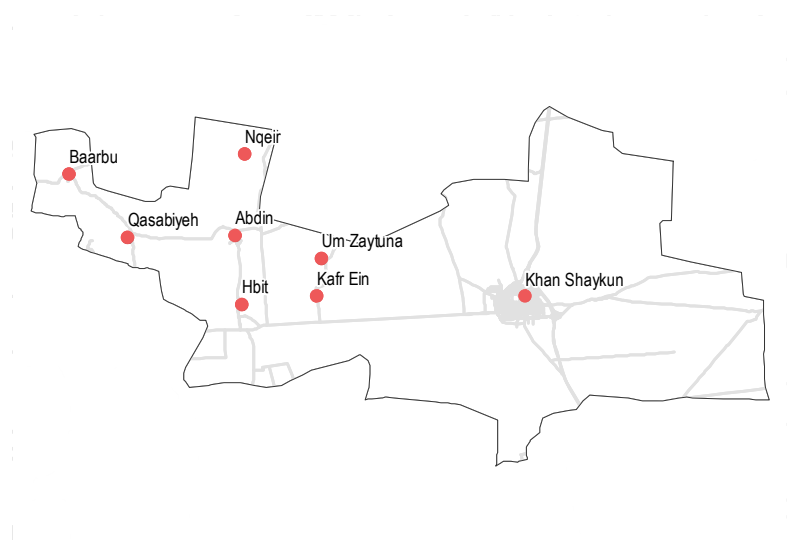 Nqeir
Baarbu
Qasabiyeh
Abdin
Um Zaytuna
Hbit
Kafr Ein
Khan Shaykun